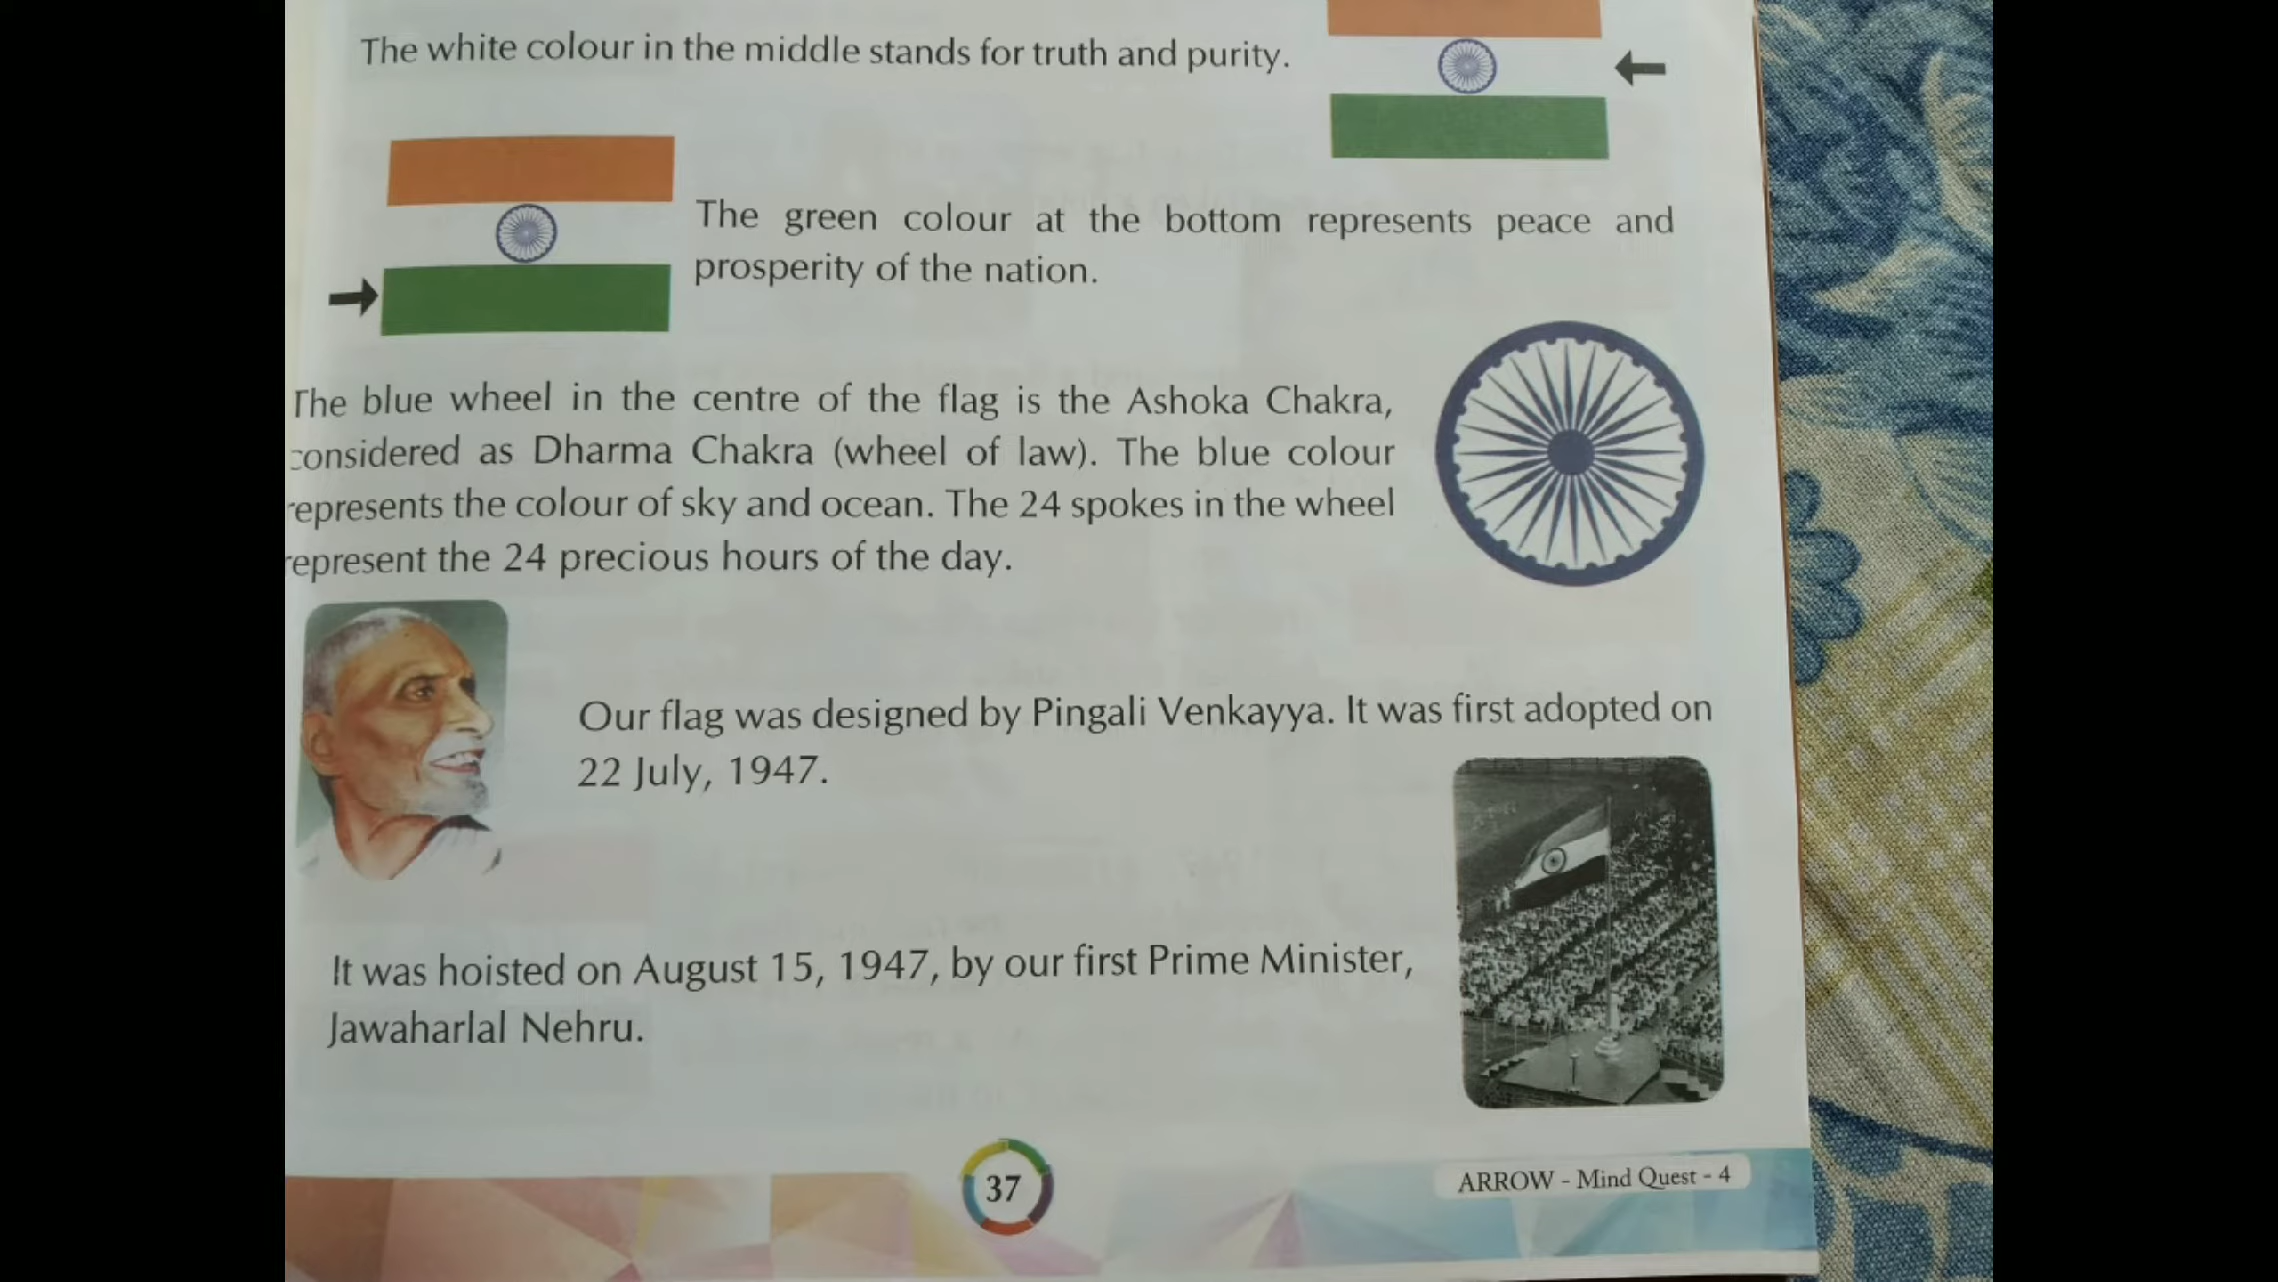 The white colour in the middle stands for truth and purity.
The green colour at the bottom represents peace and
prosperity of the nation.
The blue wheel in the centre of the flag is the Ashoka Chakra,
considered as Dharma Chakra (wheel of law). The blue colour
represents the colour of sky and ocean. The 24 spokes in the wheel
represent the 24 precious hours of the day.
Our flag was designed by Pingali Venkayya. It was first adopted on
22 July, 1947.
It was hoisted on August 15, 1947, by our first Prime Minister,
Jawaharlal Nehru.
37
ARROW - Mind Quest - 4